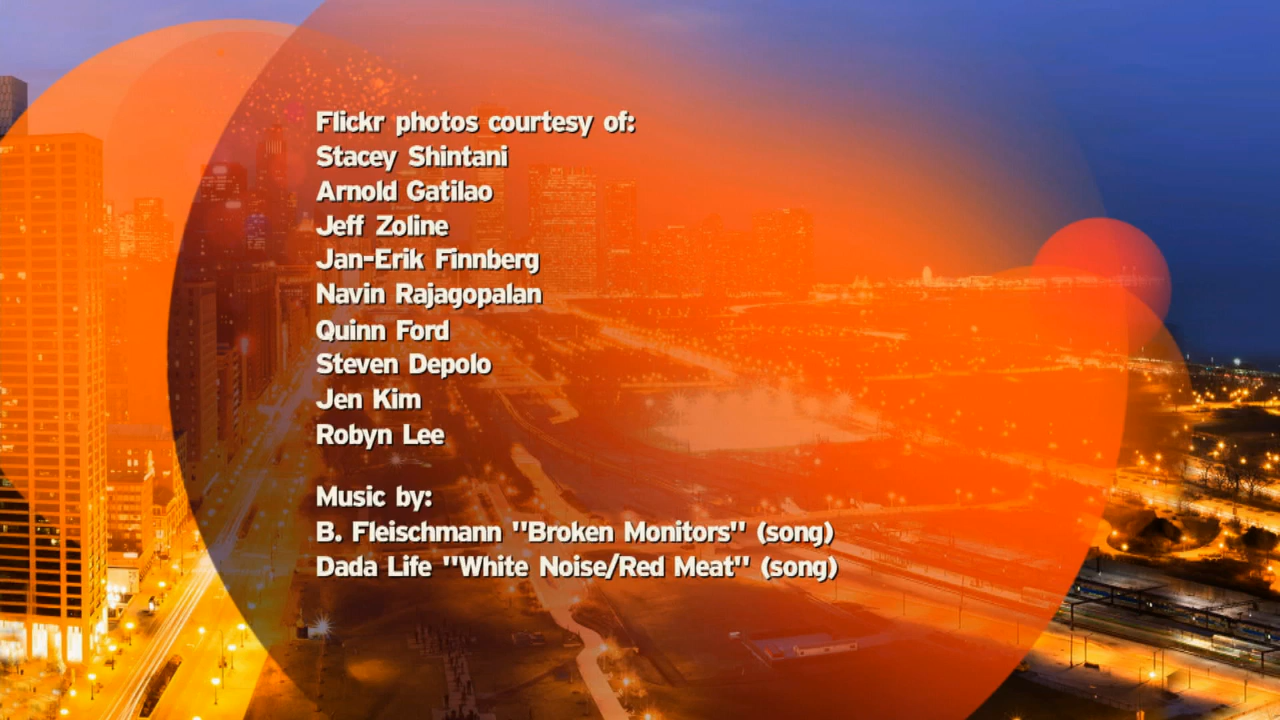 Flickr photos courtesy of:
Stacey Shintani
Arnold Gatilao
Jeff Zoline
Jan-Erik Finnberg
Navin Rajagopalan
Quinn Ford
Steven Depolo
Jen Kim
Robyn Lee
Music by:
B. Fleischmann "Broken Monitors" (song)
Dada Life "White Noise/Red Meat" (song)